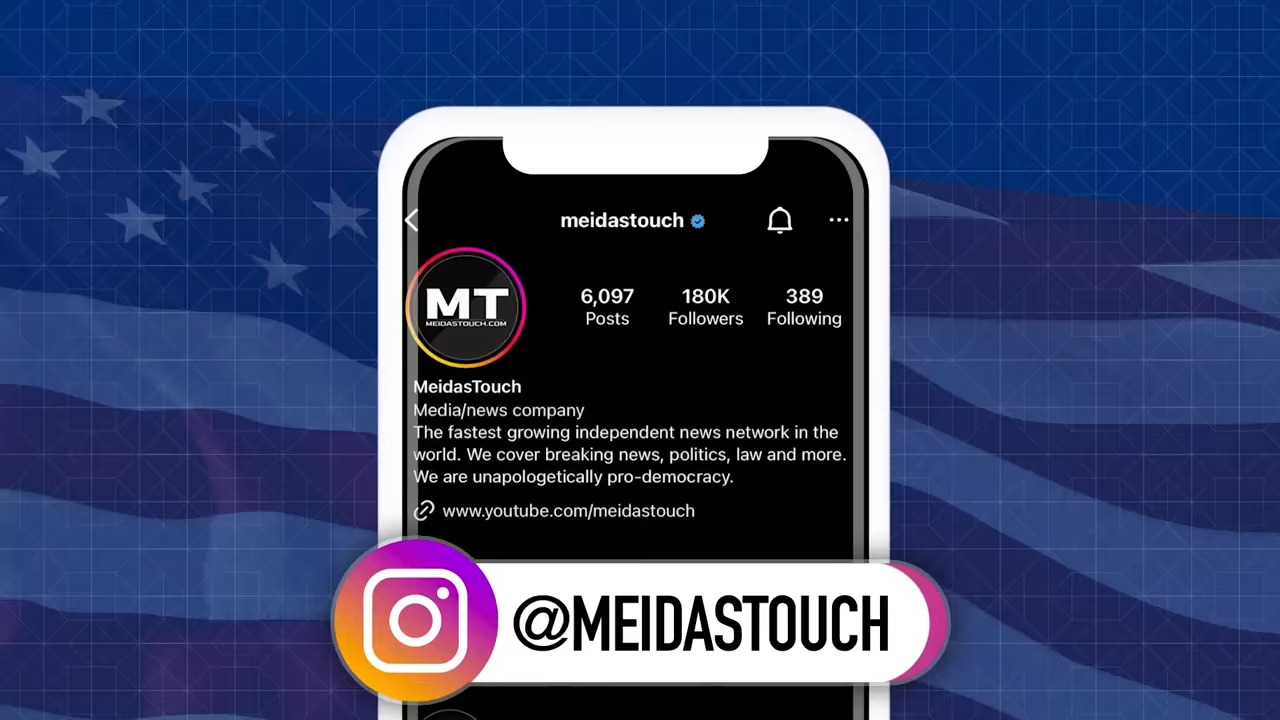 meidastouch
MT
MEIDASTOUCH.COM
6,097 180K 389
Posts Followers Following
MeidasTouch
Media/news company
The fastest growing independent news network in the
world. We cover breaking news, politics, law and more.
We are unapologetically pro-democracy.
www.youtube.com/meidastouch
@MEIDASTOUCH